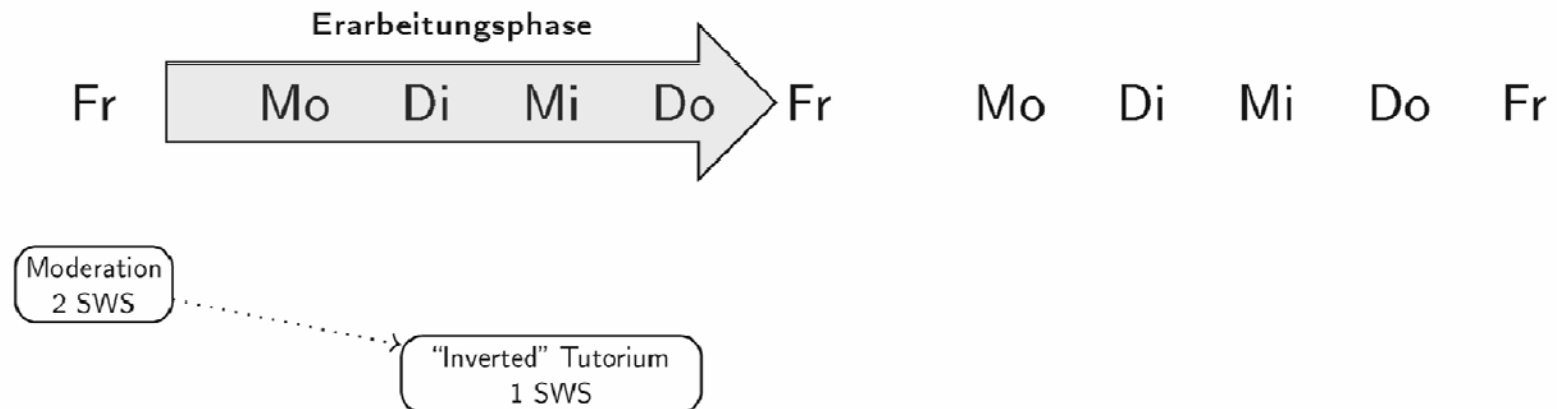 Erarbeitungsphase
Fr Mo Di Mi Do Fr Mo Di Mi Do Fr
Moderation
2 SWS
“Inverted” Tutorium
1 SWS